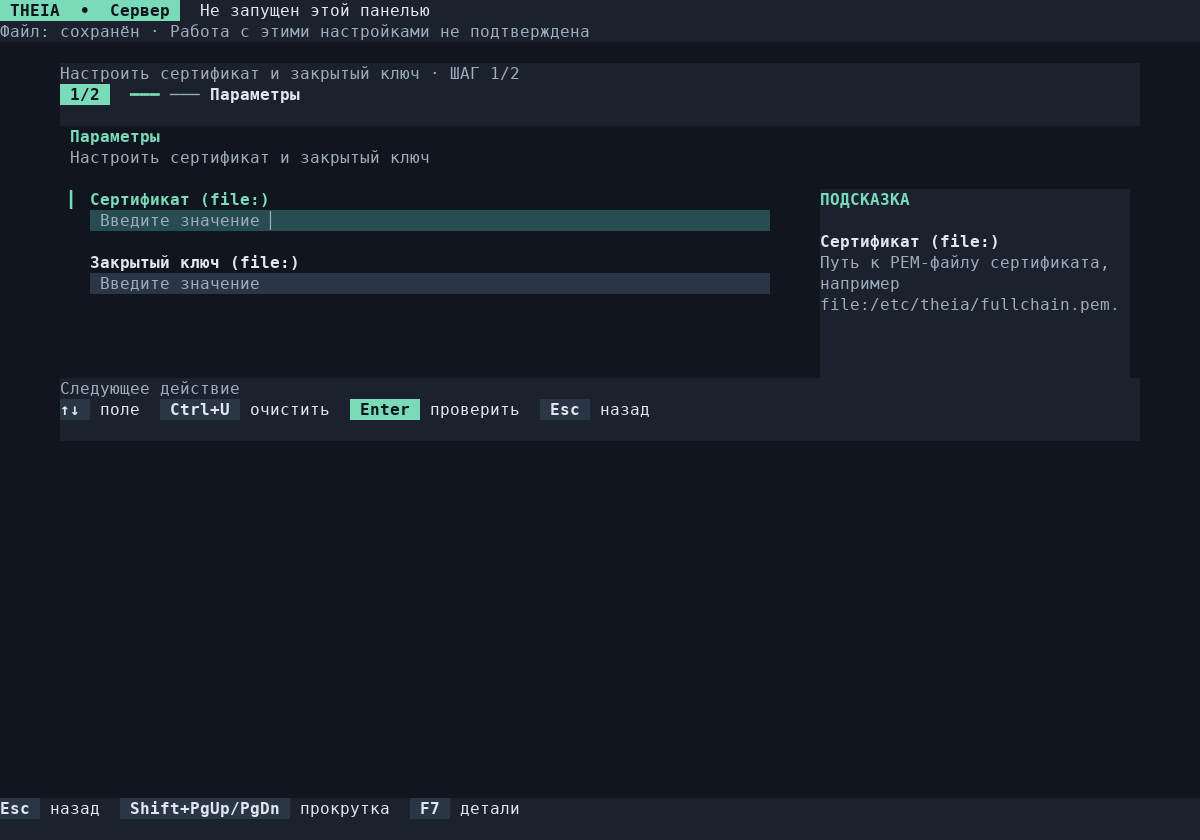 THEIA • Сервер Не запущен этой панелью
Файл: сохранён · Работа с этими настройками не подтверждена
Настроить сертификат и закрытый ключ · ШАГ 1/2
1/2 ━━━ ─── Параметры
Параметры
Настроить сертификат и закрытый ключ
Сертификат (file:)
Введите значение
Закрытый ключ (file:)
Введите значение
ПОДСКАЗКА
Сертификат (file:)
Путь к PEM-файлу сертификата,
например
file:/etc/theia/fullchain.pem.
Следующее действие
↑↓ поле Ctrl+U очистить Enter проверить Esc назад
Esc назад Shift+PgUp/PgDn прокрутка F7 детали